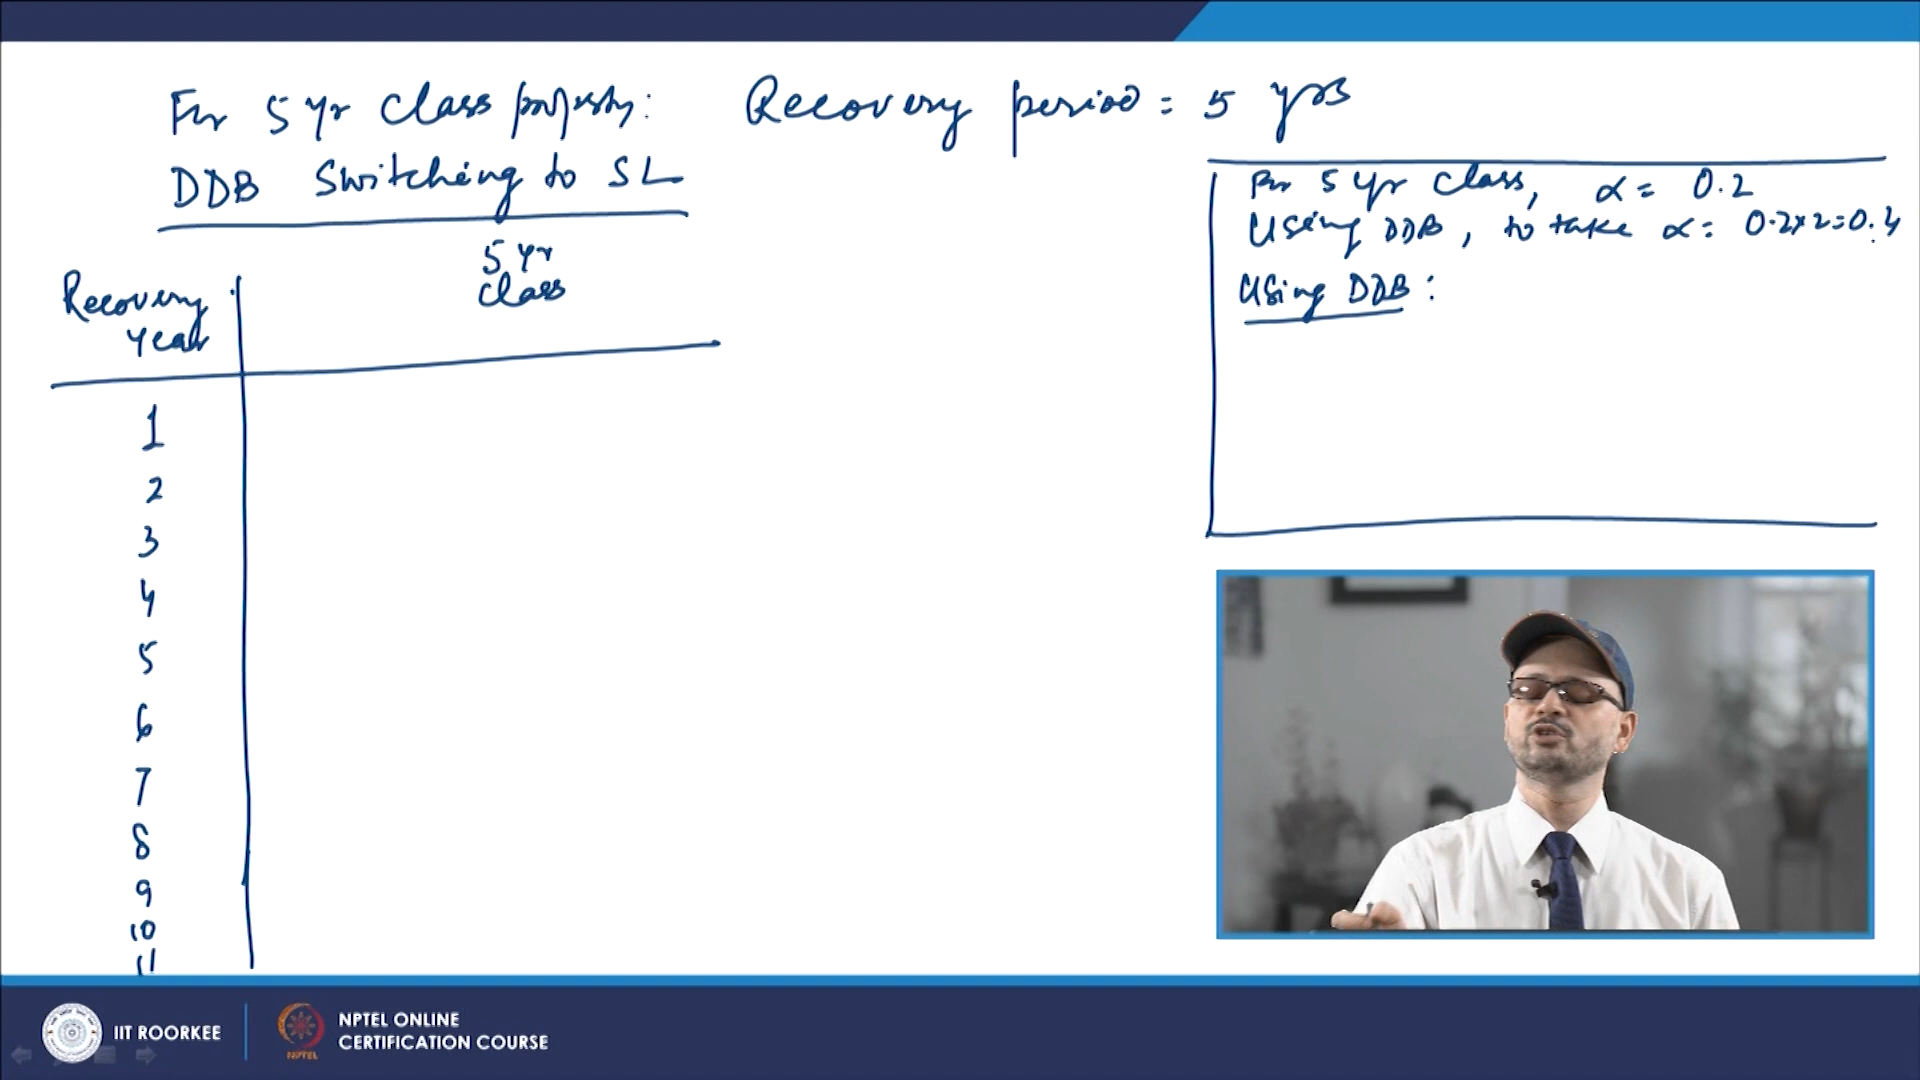 For 5 Yr Class property: Recovery period = 5 yrs
DDB Switching to SL
For 5 yr Class, α = 0.2
Using DDB, to take α = 0.2×2=0.4
Using DDB:
5 Yr
Class
Recovery
Year
1
2
3
4
5
6
7
8
9
10
11
IIT ROORKEE
NPTEL
NPTEL ONLINE
CERTIFICATION COURSE